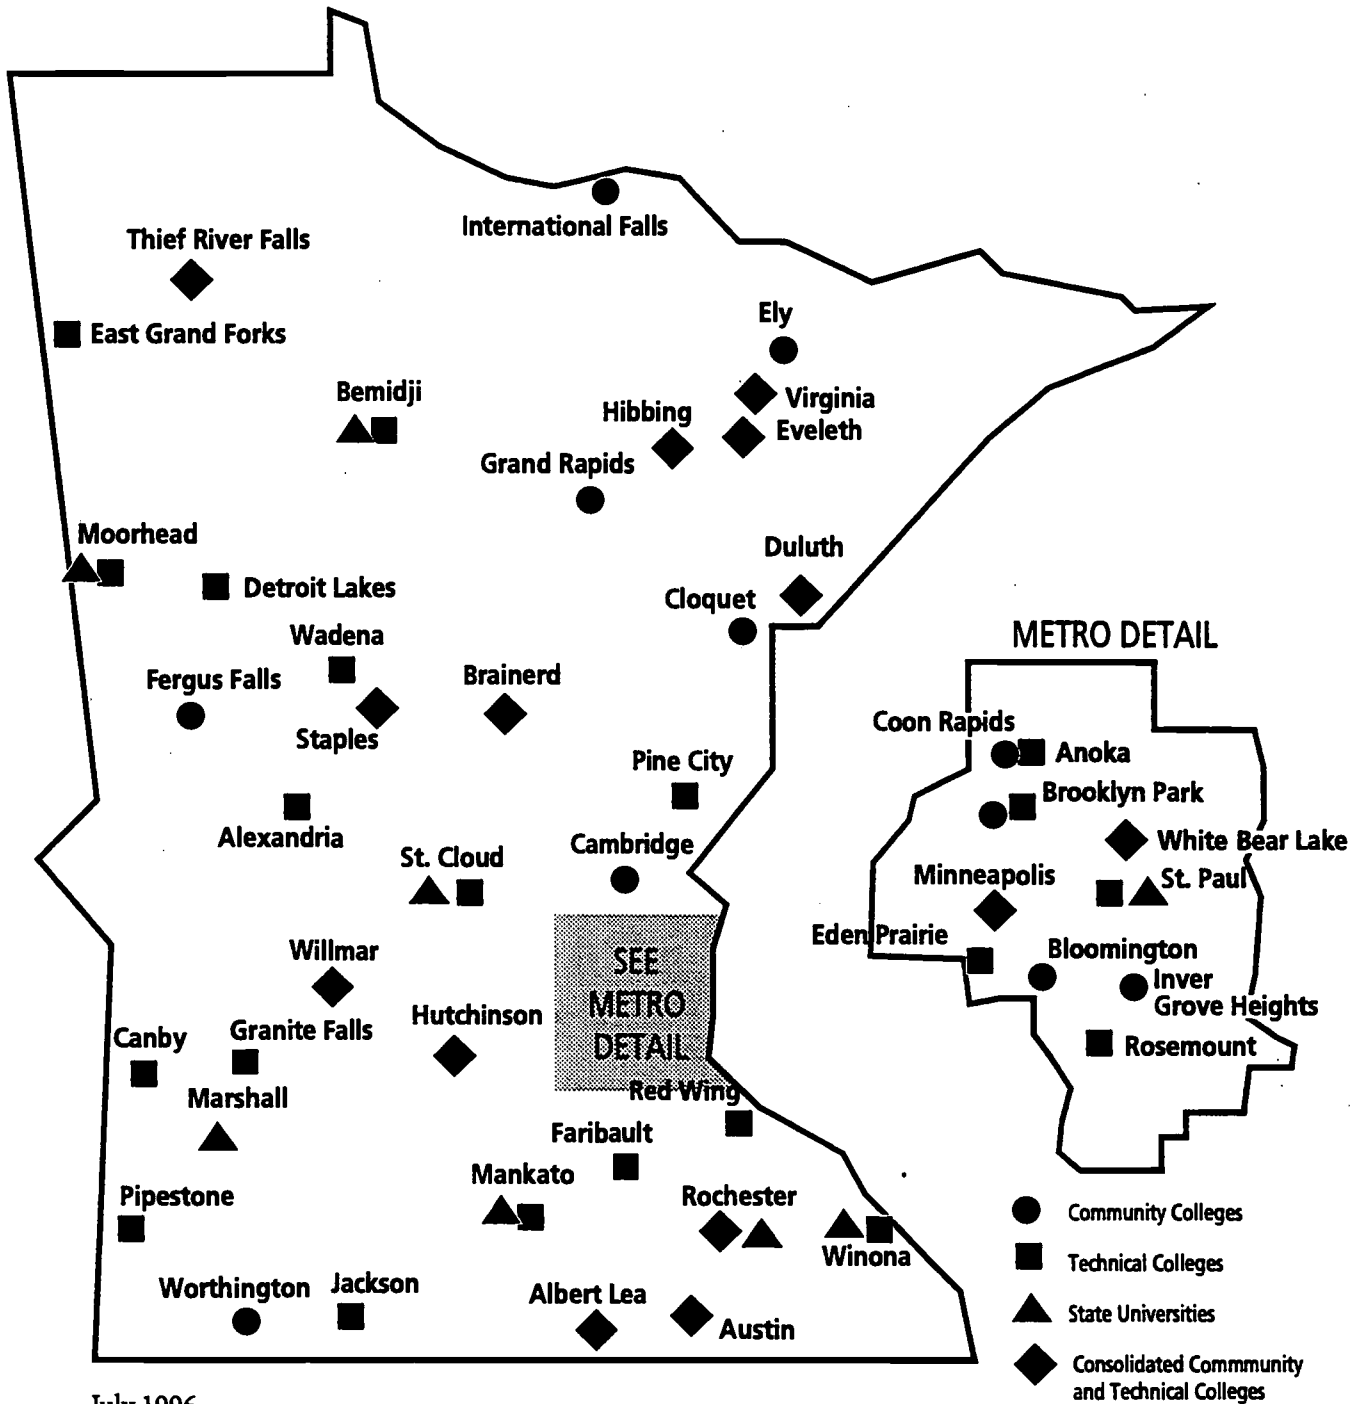 International Falls
Thief River Falls
East Grand Forks
Ely
Bemidji
Virginia
Hibbing
Eveleth
Grand Rapids
Moorhead
Duluth
Detroit Lakes
Cloquet
Wadena
Fergus Falls
Brainerd
Staples
Pine City
Alexandria
Cambridge
St. Cloud
Willmar
SEE
METRO
DETAIL
Hutchinson
Granite Falls
Canby
Red Wing
Marshall
Faribault
Mankato
Pipestone
Rochester
Winona
Worthington
Jackson
Albert Lea
Austin
METRO DETAIL
Coon Rapids
Anoka
Brooklyn Park
White Bear Lake
Minneapolis
St. Paul
Eden Prairie
Bloomington
Inver
Grove Heights
Rosemount
Community Colleges
Technical Colleges
State Universities
Consolidated Commmunity
and Technical Colleges
July 1996